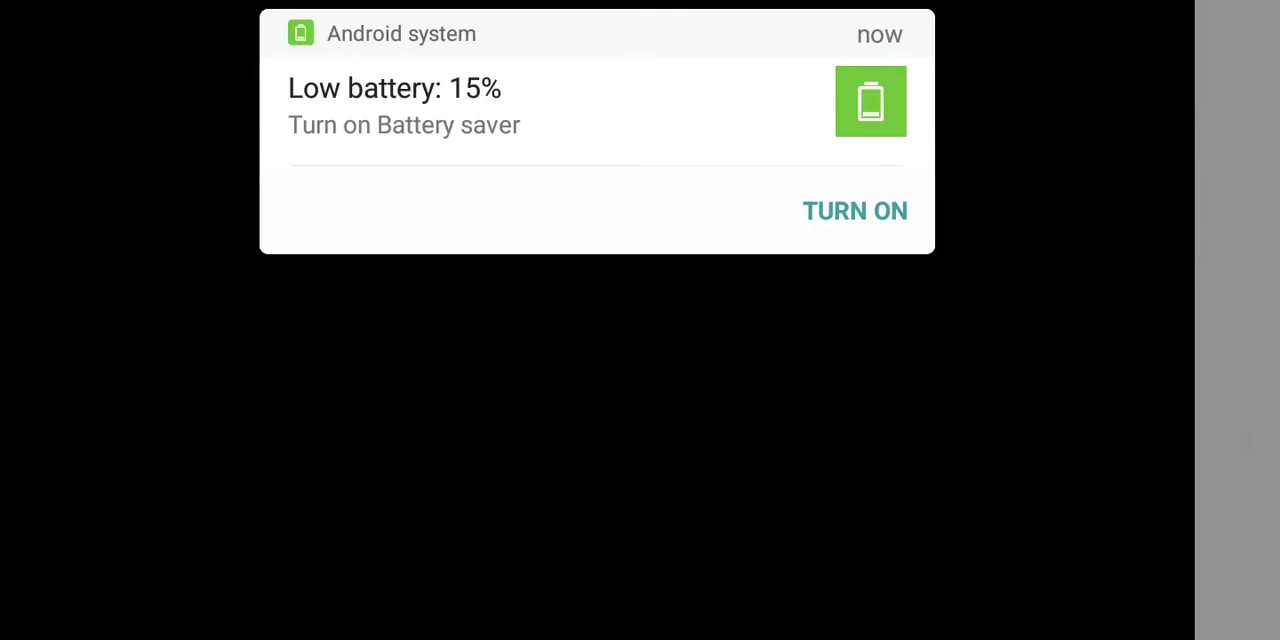 Android system
now
Low battery: 15%
Turn on Battery saver
TURN ON